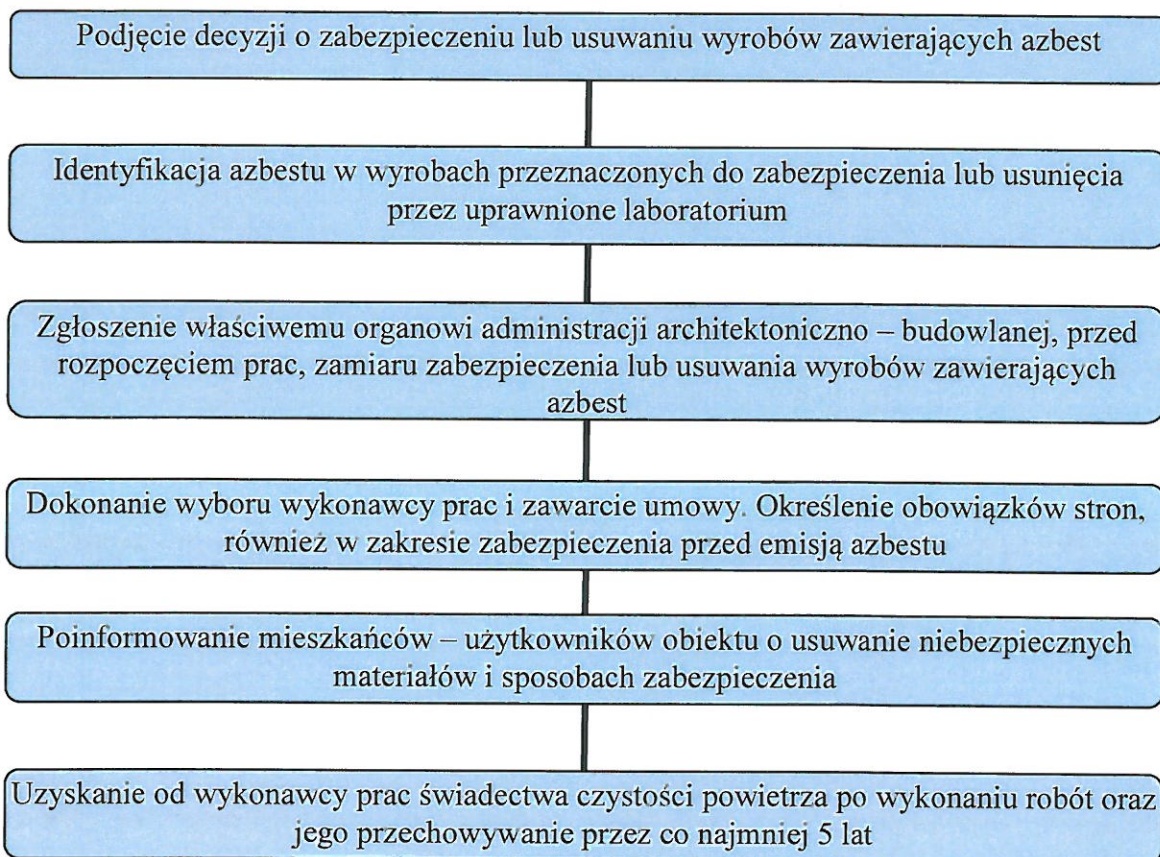 Podjęcie decyzji o zabezpieczeniu lub usuwaniu wyrobów zawierających azbest
Identyfikacja azbestu w wyrobach przeznaczonych do zabezpieczenia lub usunięcia
przez uprawnione laboratorium
Zgłoszenie właściwemu organowi administracji architektoniczno – budowlanej, przed
rozpoczęciem prac, zamiaru zabezpieczenia lub usuwania wyrobów zawierających
azbest
Dokonanie wyboru wykonawcy prac i zawarcie umowy. Określenie obowiązków stron,
również w zakresie zabezpieczenia przed emisją azbestu
Poinformowanie mieszkańców – użytkowników obiektu o usuwanie niebezpiecznych
materiałów i sposobach zabezpieczenia
Uzyskanie od wykonawcy prac świadectwa czystości powietrza po wykonaniu robót oraz
jego przechowywanie przez co najmniej 5 lat